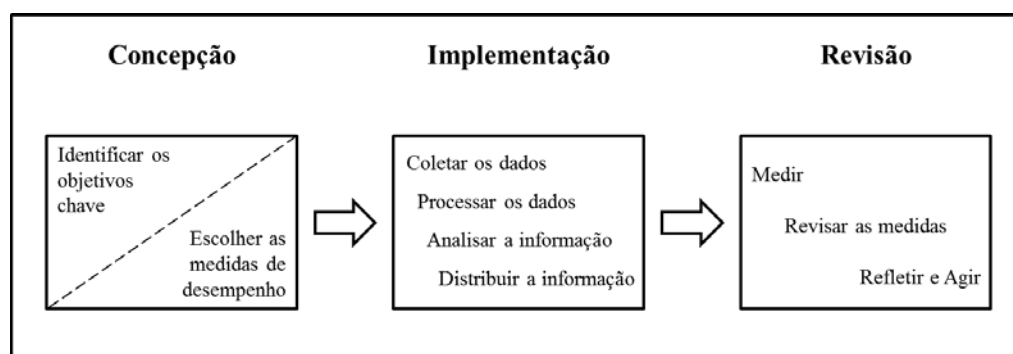 Concepção
Implementação
Revisão
Identificar os
objetivos
chave
Escolher as
medidas de
desempenho
Coletar os dados
Processar os dados
Analisar a informação
Distribuir a informação
Medir
Revisar as medidas
Refletir e Agir